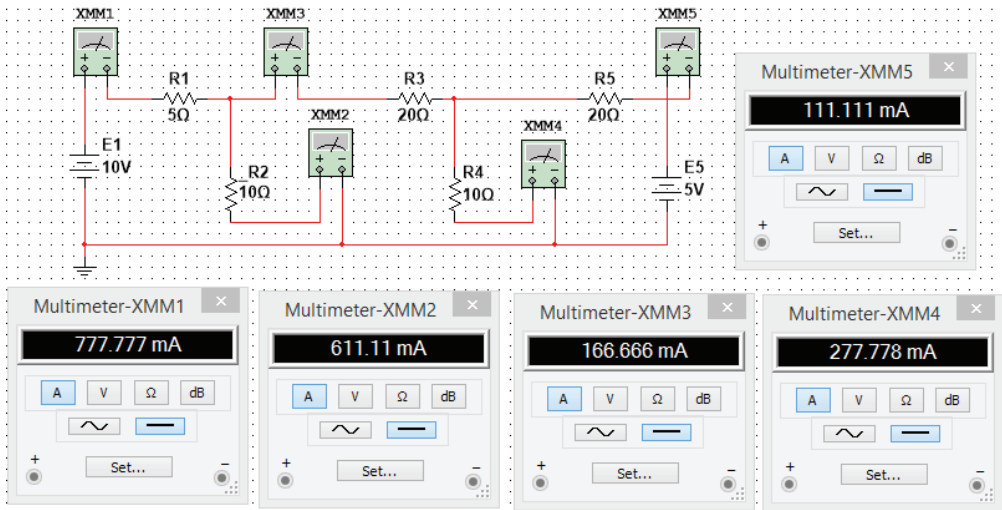 XMM1
XMM3
XMM5
R1
5Ω
R3
20Ω
R5
20Ω
XMM2
XMM4
E1
10V
R2
10Ω
R4
10Ω
E5
5V
Multimeter-XMM5 ×
111.111 mA
A V Ω dB
+ Set... −
Multimeter-XMM1 ×
777.777 mA
A V Ω dB
+ Set... −
Multimeter-XMM2 ×
611.11 mA
A V Ω dB
+ Set... −
Multimeter-XMM3 ×
166.666 mA
A V Ω dB
+ Set... −
Multimeter-XMM4 ×
277.778 mA
A V Ω dB
+ Set... −